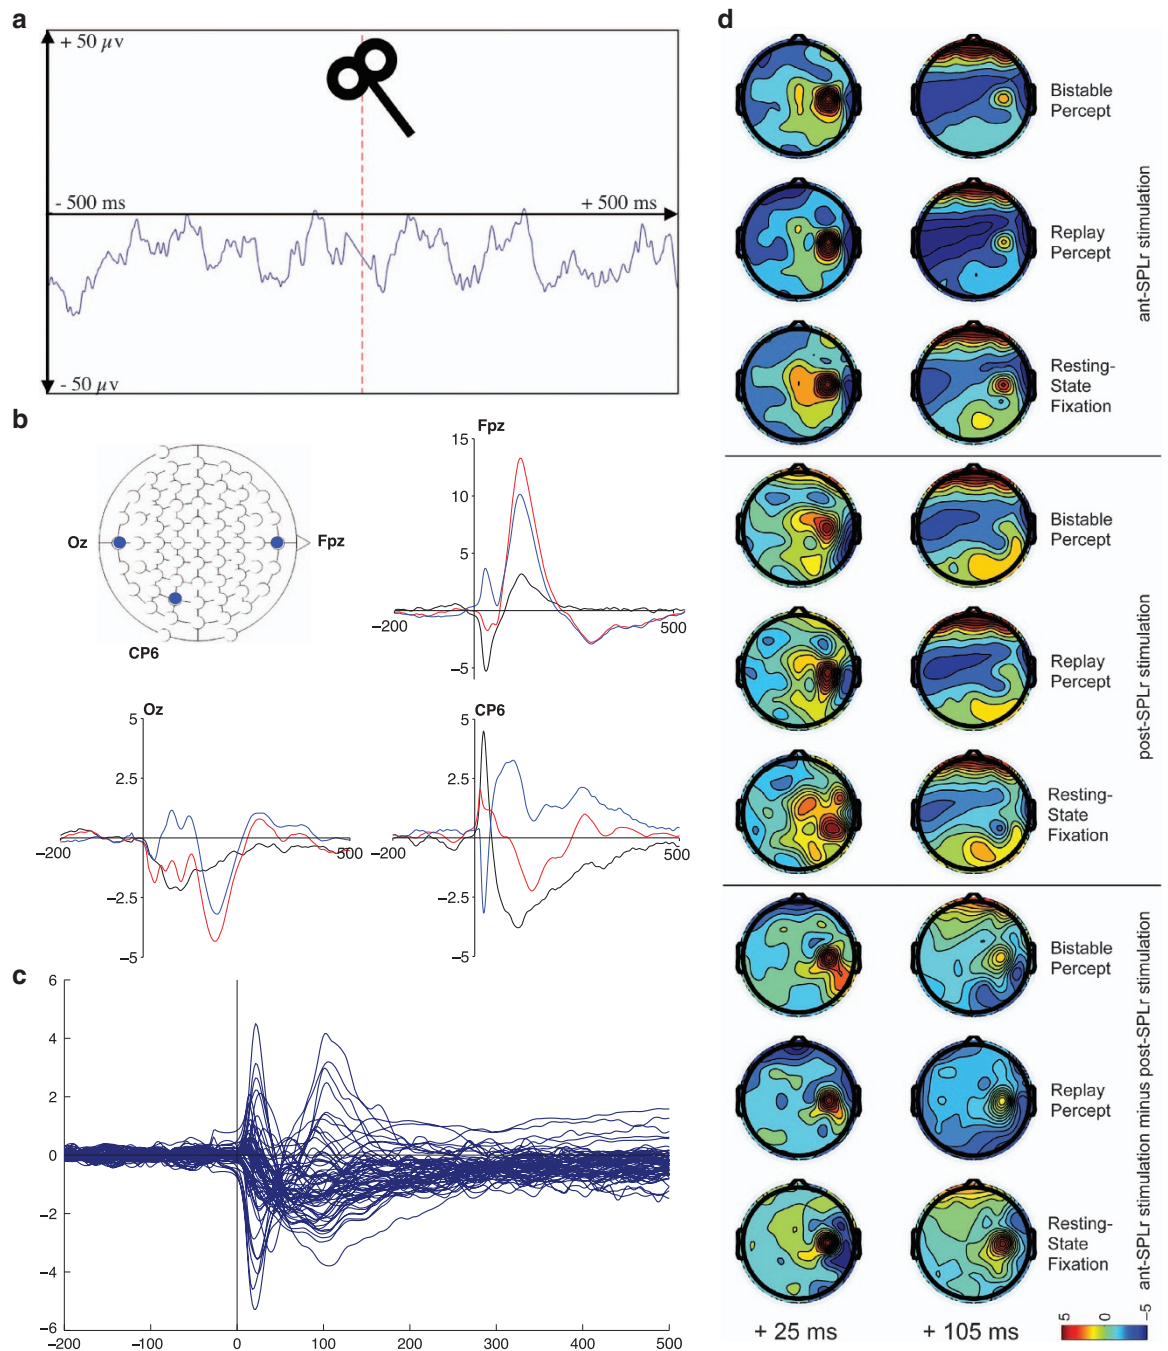 a
+ 50 µv
- 500 ms
+ 500 ms
- 50 µv
b
Oz
Fpz
CP6
Fpz
15
10
5
-5
−200
500
Oz
5
2.5
−2.5
−5
−200
500
CP6
5
2.5
−2.5
−5
−200
500
c
6
4
2
0
−2
−4
−6
−200
−100
0
100
200
300
400
500
d
Bistable
Percept
Replay
Percept
Resting-
State
Fixation
ant-SPLr stimulation
Bistable
Percept
Replay
Percept
Resting-
State
Fixation
post-SPLr stimulation
Bistable
Percept
Replay
Percept
Resting-
State
Fixation
ant-SPLr stimulation minus post-SPLr stimulation
+ 25 ms
+ 105 ms
5
0
−5